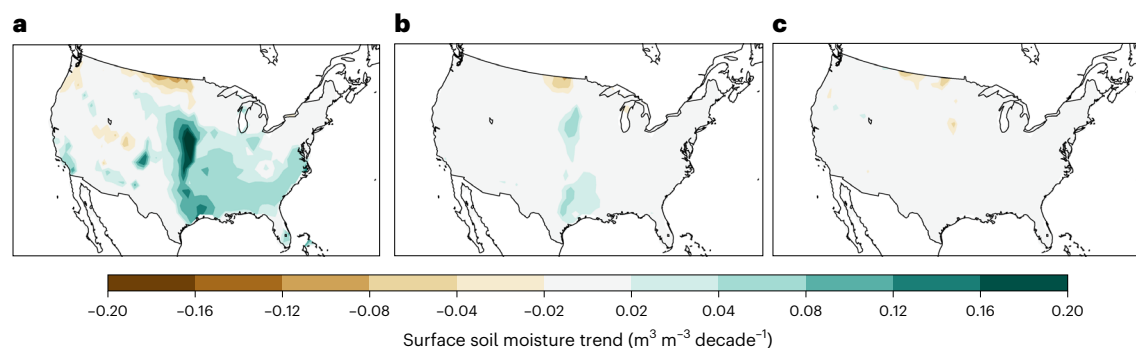 a b c
−0.20 −0.16 −0.12 −0.08 −0.04 −0.02 0.02 0.04 0.08 0.12 0.16 0.20
Surface soil moisture trend (m³ m⁻³ decade⁻¹)